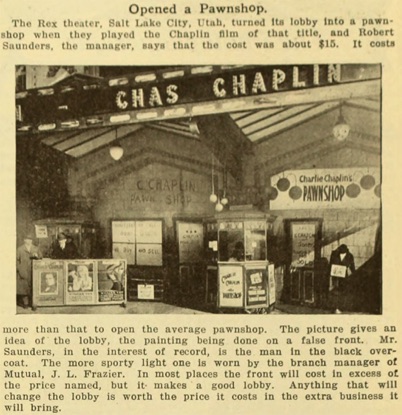 Opened a Pawnshop.
The Rex theater, Salt Lake City, Utah, turned its lobby into a pawn-
shop when they played the Chaplin film of that title, and Robert
Saunders, the manager, says that the cost was about $15. It costs
CHAS CHAPLIN
C. CHAPLIN
PAWN SHOP
Charlie Chaplin's
PAWNSHOP
more than that to open the average pawnshop. The picture gives an
idea of the lobby, the painting being done on a false front. Mr.
Saunders, in the interest of record, is the man in the black over-
coat. The more sporty light one is worn by the branch manager of
Mutual, J. L. Frazier. In most places the front will cost in excess of
the price named, but it makes a good lobby. Anything that will
change the lobby is worth the price it costs in the extra business it
will bring.